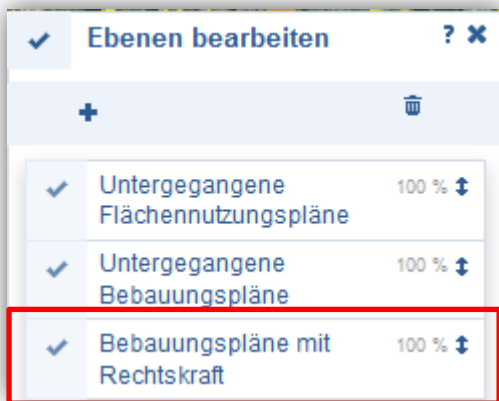 Ebenen bearbeiten ?
Untergegangene 100 %
Flächennutzungspläne
Untergegangene 100 %
Bebauungspläne
Bebauungspläne mit 100 %
Rechtskraft